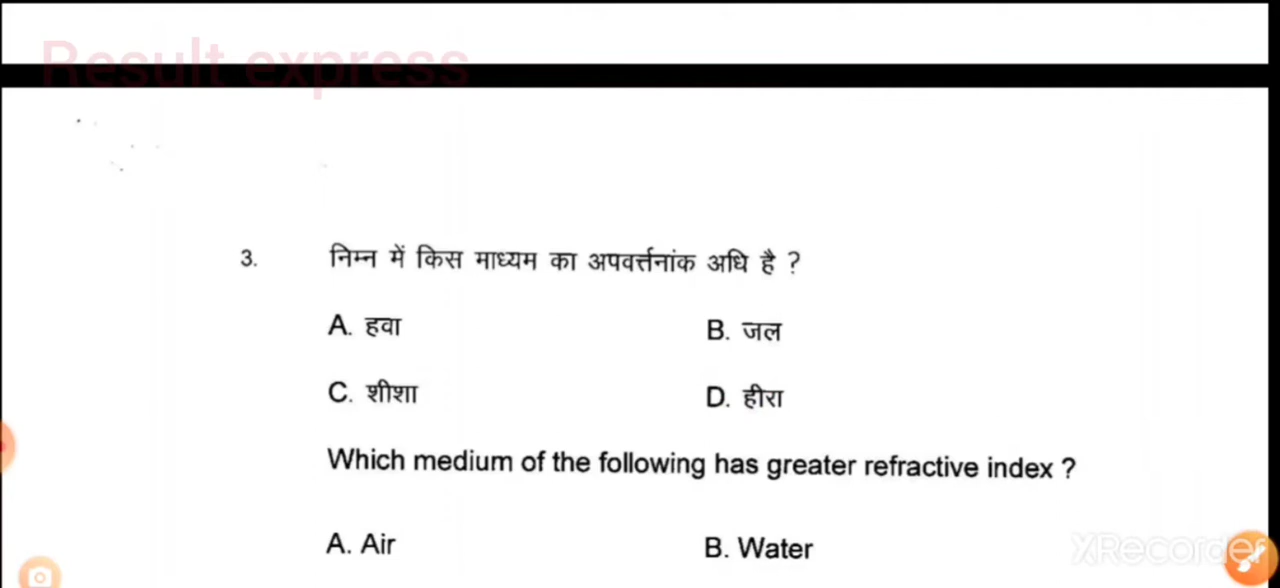 Result express
3. निम्न में किस माध्यम का अपवर्त्तनांक अधि है ?
A. हवा B. जल
C. शीशा D. हीरा
Which medium of the following has greater refractive index ?
A. Air B. Water
XRecorder